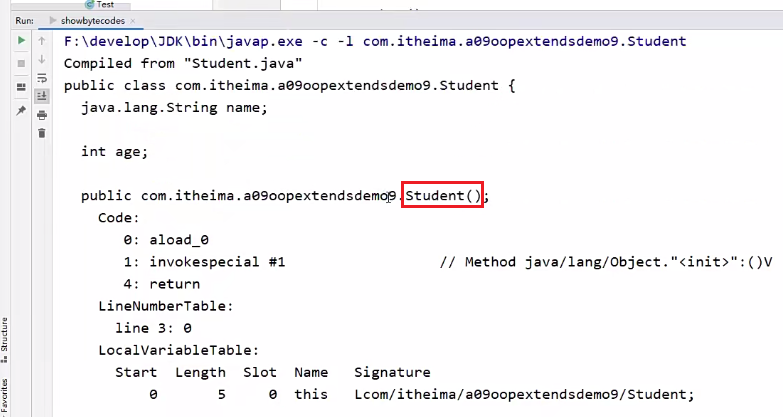 Test
Run: showbytecodes ×
F:\develop\JDK\bin\javap.exe -c -l com.itheima.a09oopextendsdemo9.Student
Compiled from "Student.java"
public class com.itheima.a09oopextendsdemo9.Student {
java.lang.String name;
int age;
public com.itheima.a09oopextendsdemo9.Student();
Code:
0: aload_0
1: invokespecial #1 // Method java/lang/Object."<init>":()V
4: return
LineNumberTable:
line 3: 0
LocalVariableTable:
Start Length Slot Name Signature
0 5 0 this Lcom/itheima/a09oopextendsdemo9/Student;
Structure
Favorites